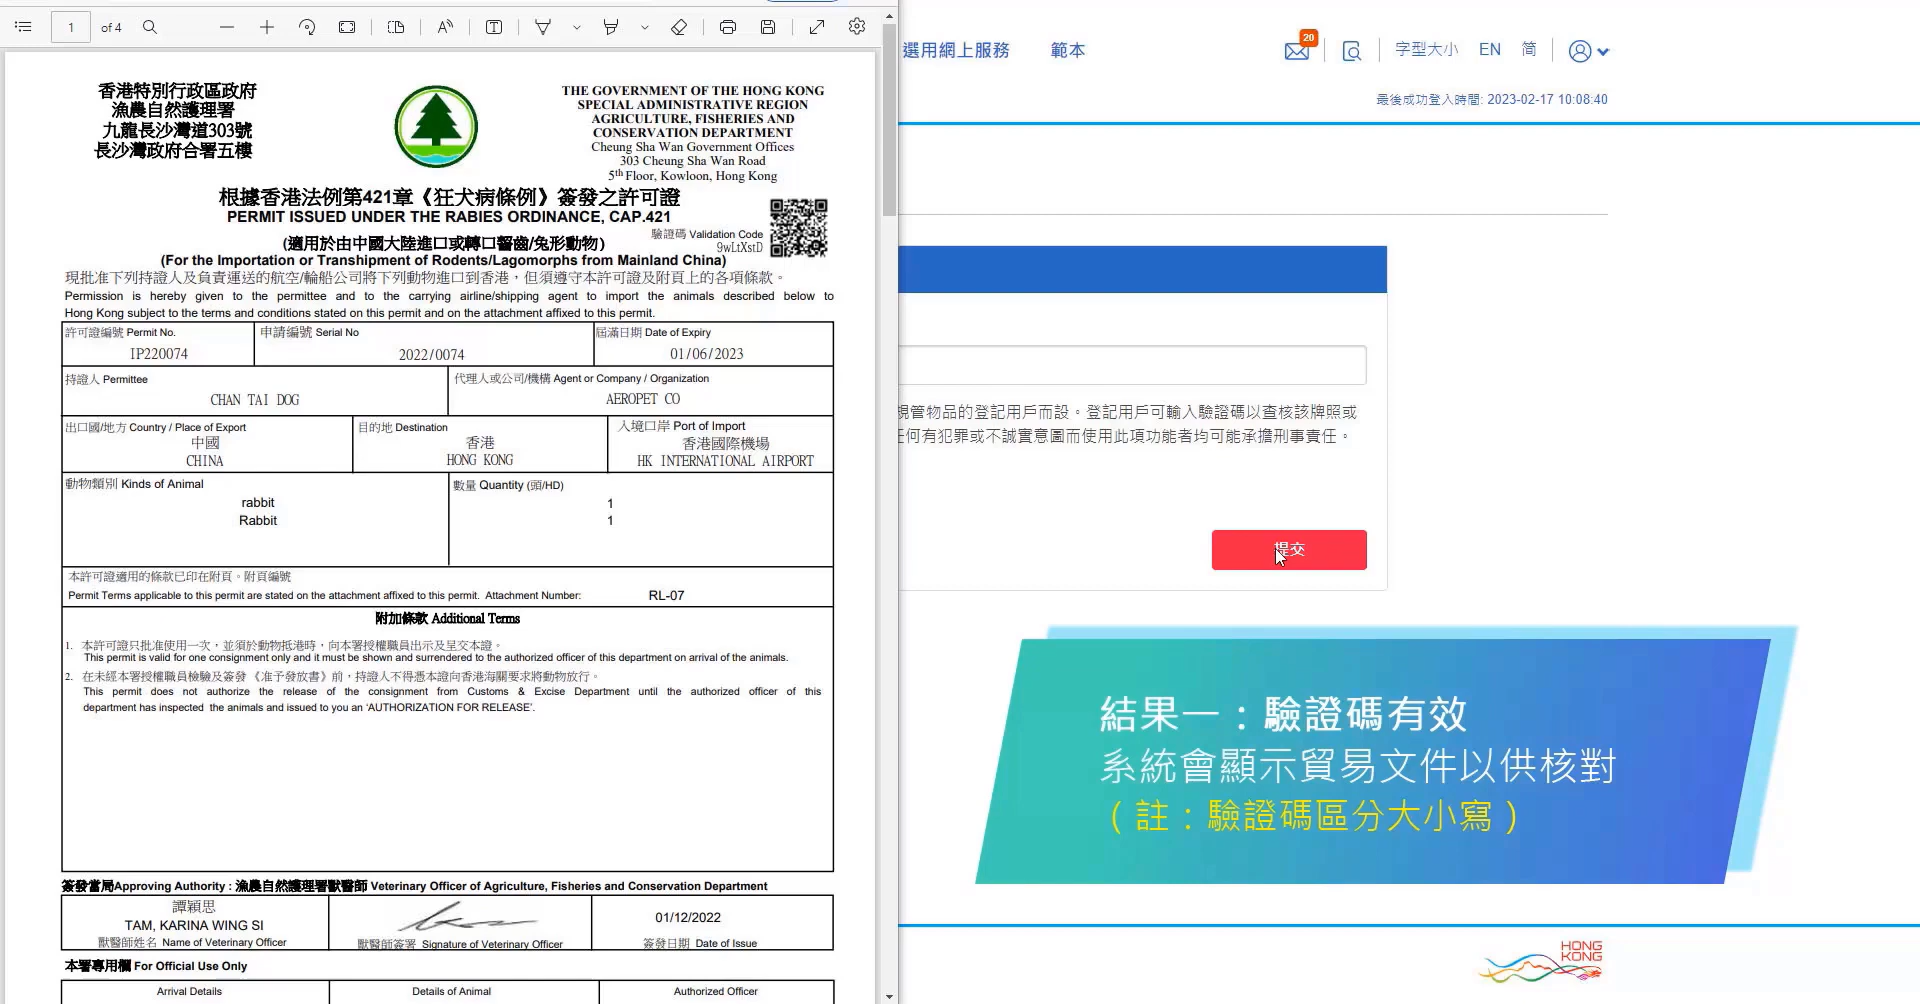 1
of 4
香港特別行政區政府
漁農自然護理署
九龍長沙灣道303號
長沙灣政府合署五樓
THE GOVERNMENT OF THE HONG KONG
SPECIAL ADMINISTRATIVE REGION
AGRICULTURE, FISHERIES AND
CONSERVATION DEPARTMENT
Cheung Sha Wan Government Offices
303 Cheung Sha Wan Road
5th Floor, Kowloon, Hong Kong
根據香港法例第421章《狂犬病條例》簽發之許可證
PERMIT ISSUED UNDER THE RABIES ORDINANCE, CAP.421
驗證碼 Validation Code
9wLtXstD
(適用於由中國大陸進口或轉口齧齒/兔形動物)
(For the Importation or Transhipment of Rodents/Lagomorphs from Mainland China)
現批准下列持證人及負責運送的航空/輪船公司將下列動物進口到香港，但須遵守本許可證及附頁上的各項條款。
Permission is hereby given to the permittee and to the carrying airline/shipping agent to import the animals described below to
Hong Kong subject to the terms and conditions stated on this permit and on the attachment affixed to this permit.
許可證編號 Permit No.
IP220074
申請編號 Serial No
2022/0074
屆滿日期 Date of Expiry
01/06/2023
持證人 Permittee
CHAN TAI DOG
代理人或公司/機構 Agent or Company / Organization
AEROPET CO
出口國/地方 Country / Place of Export
中國
CHINA
目的地 Destination
香港
HONG KONG
入境口岸 Port of Import
香港國際機場
HK INTERNATIONAL AIRPORT
動物類別 Kinds of Animal
rabbit
Rabbit
數量 Quantity (頭/HD)
1
1
本許可證適用的條款已印在附頁。附頁編號
Permit Terms applicable to this permit are stated on the attachment affixed to this permit. Attachment Number:
RL-07
附加條款 Additional Terms
1. 本許可證只批准使用一次，並須於動物抵港時，向本署授權職員出示及呈交本證。
This permit is valid for one consignment only and it must be shown and surrendered to the authorized officer of this department on arrival of the animals.
2. 在未經本署授權職員檢驗及簽發《准予發放書》前，持證人不得憑本證向香港海關要求將動物放行。
This permit does not authorize the release of the consignment from Customs & Excise Department until the authorized officer of this
department has inspected the animals and issued to you an ‘AUTHORIZATION FOR RELEASE’.
簽發當局Approving Authority : 漁農自然護理署獸醫師 Veterinary Officer of Agriculture, Fisheries and Conservation Department
譚穎思
TAM, KARINA WING SI
獸醫師姓名 Name of Veterinary Officer
獸醫師簽署 Signature of Veterinary Officer
01/12/2022
簽發日期 Date of Issue
本署專用欄 For Official Use Only
Arrival Details
Details of Animal
Authorized Officer
選用網上服務
範本
20
字型大小
EN
简
最後成功登入時間: 2023-02-17 10:08:40
視管物品的登記用戶而設。登記用戶可輸入驗證碼以查核該牌照或
任何有犯罪或不誠實意圖而使用此項功能者均可能承擔刑事責任。
提交
結果一：驗證碼有效
系統會顯示貿易文件以供核對
（註：驗證碼區分大小寫）
HONG
KONG